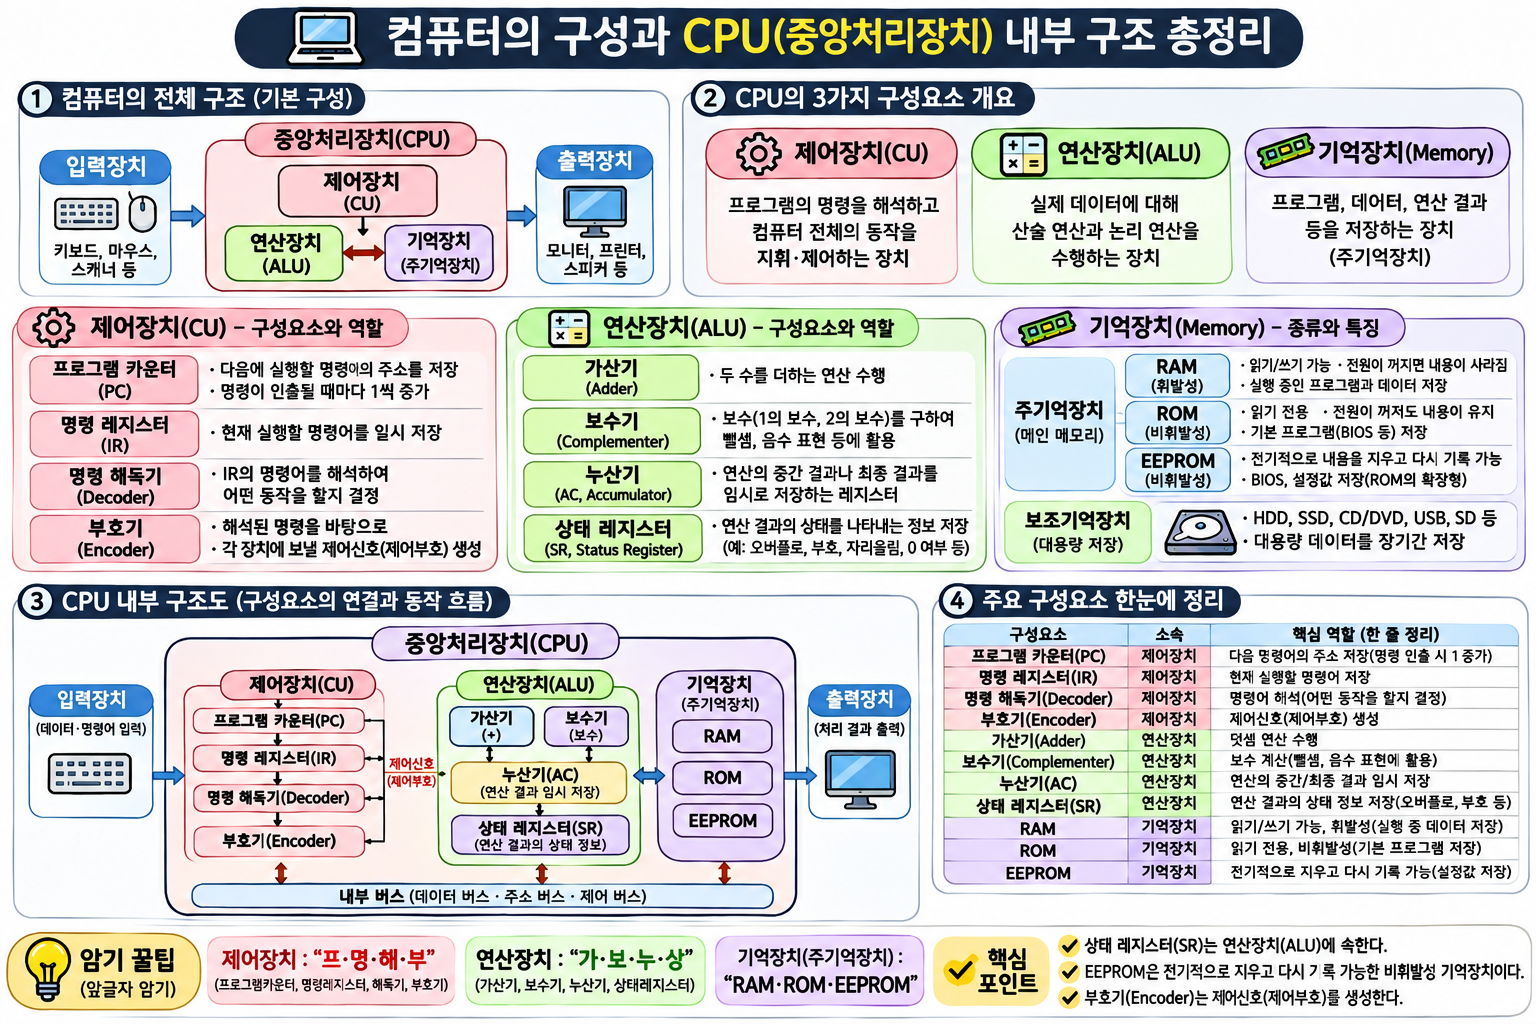 컴퓨터의 구성과 CPU(중앙처리장치) 내부 구조 총정리
1 컴퓨터의 전체 구조 (기본 구성)
입력장치
키보드, 마우스,
스캐너 등
중앙처리장치(CPU)
제어장치
(CU)
연산장치
(ALU)
기억장치
(주기억장치)
출력장치
모니터, 프린터,
스피커 등
2 CPU의 3가지 구성요소 개요
제어장치(CU)
프로그램의 명령을 해석하고
컴퓨터 전체의 동작을
지휘·제어하는 장치
연산장치(ALU)
실제 데이터에 대해
산술 연산과 논리 연산을
수행하는 장치
기억장치(Memory)
프로그램, 데이터, 연산 결과
등을 저장하는 장치
(주기억장치)
제어장치(CU) – 구성요소와 역할
프로그램 카운터
(PC)
· 다음에 실행할 명령어의 주소를 저장
· 명령이 인출될 때마다 1씩 증가
명령 레지스터
(IR)
· 현재 실행할 명령어를 일시 저장
명령 해독기
(Decoder)
· IR의 명령어를 해석하여
어떤 동작을 할지 결정
부호기
(Encoder)
· 해석된 명령을 바탕으로
· 각 장치에 보낼 제어신호(제어부호) 생성
연산장치(ALU) – 구성요소와 역할
가산기
(Adder)
· 두 수를 더하는 연산 수행
보수기
(Complementer)
· 보수(1의 보수, 2의 보수)를 구하여
뺄셈, 음수 표현 등에 활용
누산기
(AC, Accumulator)
· 연산의 중간 결과나 최종 결과를
임시로 저장하는 레지스터
상태 레지스터
(SR, Status Register)
· 연산 결과의 상태를 나타내는 정보 저장
(예: 오버플로, 부호, 자리올림, 0 여부 등)
기억장치(Memory) – 종류와 특징
주기억장치
(메인 메모리)
RAM
(휘발성)
· 읽기/쓰기 가능 · 전원이 꺼지면 내용이 사라짐
· 실행 중인 프로그램과 데이터 저장
ROM
(비휘발성)
· 읽기 전용 · 전원이 꺼져도 내용이 유지
· 기본 프로그램(BIOS 등) 저장
EEPROM
(비휘발성)
· 전기적으로 내용을 지우고 다시 기록 가능
· BIOS, 설정값 저장(ROM의 확장형)
보조기억장치
(대용량 저장)
· HDD, SSD, CD/DVD, USB, SD 등
· 대용량 데이터를 장기간 저장
3 CPU 내부 구조도 (구성요소의 연결과 동작 흐름)
입력장치
(데이터·명령어 입력)
중앙처리장치(CPU)
제어장치(CU)
프로그램 카운터(PC)
명령 레지스터(IR)
명령 해독기(Decoder)
부호기(Encoder)
제어신호
(제어부호)
연산장치(ALU)
가산기
(+)
보수기
(보수)
누산기(AC)
(연산 결과 임시 저장)
상태 레지스터(SR)
(연산 결과의 상태 정보)
기억장치
(주기억장치)
RAM
ROM
EEPROM
내부 버스 (데이터 버스 · 주소 버스 · 제어 버스)
출력장치
(처리 결과 출력)
4 주요 구성요소 한눈에 정리
구성요소 소속 핵심 역할 (한 줄 정리)
프로그램 카운터(PC) 제어장치 다음 명령어의 주소 저장(명령 인출 시 1 증가)
명령 레지스터(IR) 제어장치 현재 실행할 명령어 저장
명령 해독기(Decoder) 제어장치 명령어 해석(어떤 동작을 할지 결정)
부호기(Encoder) 제어장치 제어신호(제어부호) 생성
가산기(Adder) 연산장치 덧셈 연산 수행
보수기(Complementer) 연산장치 보수 계산(뺄셈, 음수 표현에 활용)
누산기(AC) 연산장치 연산의 중간/최종 결과 임시 저장
상태 레지스터(SR) 연산장치 연산 결과의 상태 정보 저장(오버플로, 부호 등)
RAM 기억장치 읽기/쓰기 가능, 휘발성(실행 중 데이터 저장)
ROM 기억장치 읽기 전용, 비휘발성(기본 프로그램 저장)
EEPROM 기억장치 전기적으로 지우고 다시 기록 가능(설정값 저장)
암기 꿀팁
(앞글자 암기)
제어장치 : “프·명·해·부”
(프로그램카운터, 명령레지스터, 해독기, 부호기)
연산장치 : “가·보·누·상”
(가산기, 보수기, 누산기, 상태레지스터)
기억장치(주기억장치) :
“RAM·ROM·EEPROM”
핵심
포인트
상태 레지스터(SR)는 연산장치(ALU)에 속한다.
EEPROM은 전기적으로 지우고 다시 기록 가능한 비휘발성 기억장치이다.
부호기(Encoder)는 제어신호(제어부호)를 생성한다.